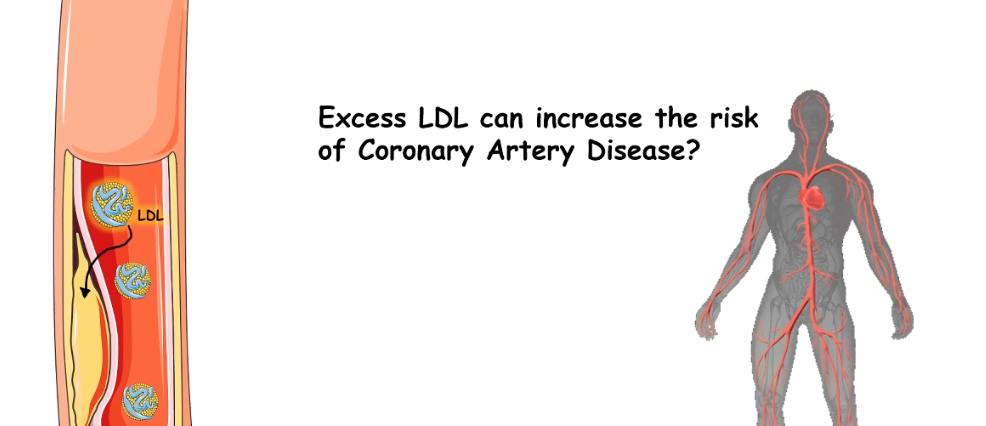 Excess LDL can increase the risk
of Coronary Artery Disease?
LDL